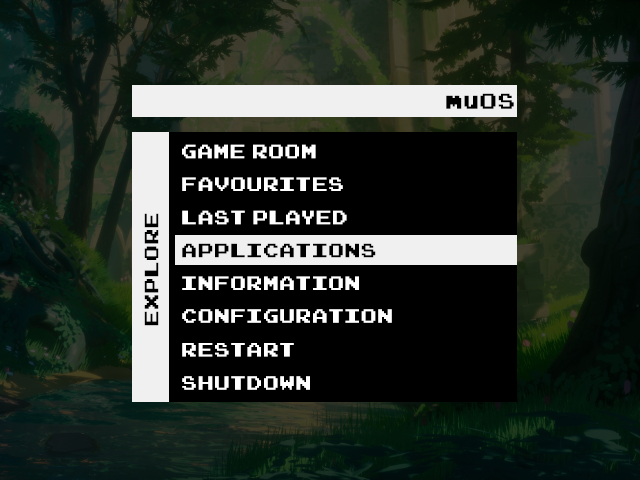 muOS
EXPLORE
GAME ROOM
FAVOURITES
LAST PLAYED
APPLICATIONS
INFORMATION
CONFIGURATION
RESTART
SHUTDOWN